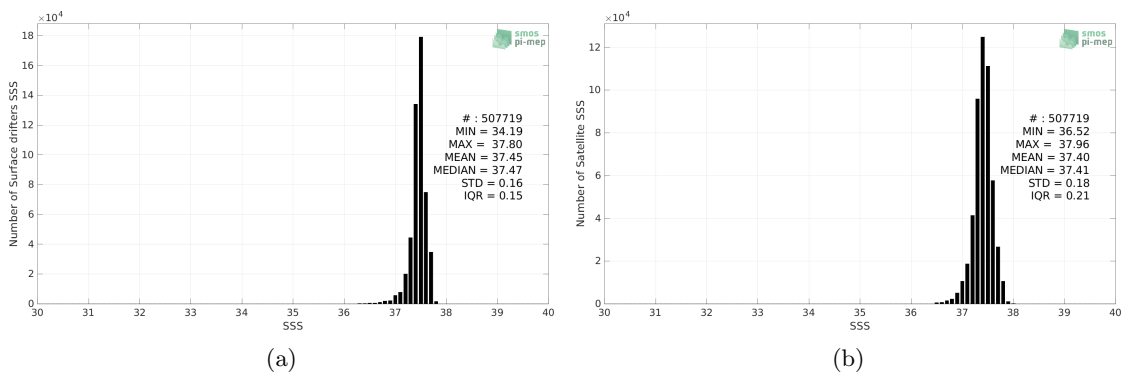 ×10⁴
18
16
14
12
10
8
6
4
2
0
Number of Surface drifters SSS
smos
pi-mep
# : 507719
MIN = 34.19
MAX = 37.80
MEAN = 37.45
MEDIAN = 37.47
STD = 0.16
IQR = 0.15
30 31 32 33 34 35 36 37 38 39 40
SSS
(a)
×10⁴
12
10
8
6
4
2
0
Number of Satellite SSS
smos
pi-mep
# : 507719
MIN = 36.52
MAX = 37.96
MEAN = 37.40
MEDIAN = 37.41
STD = 0.18
IQR = 0.21
30 31 32 33 34 35 36 37 38 39 40
SSS
(b)